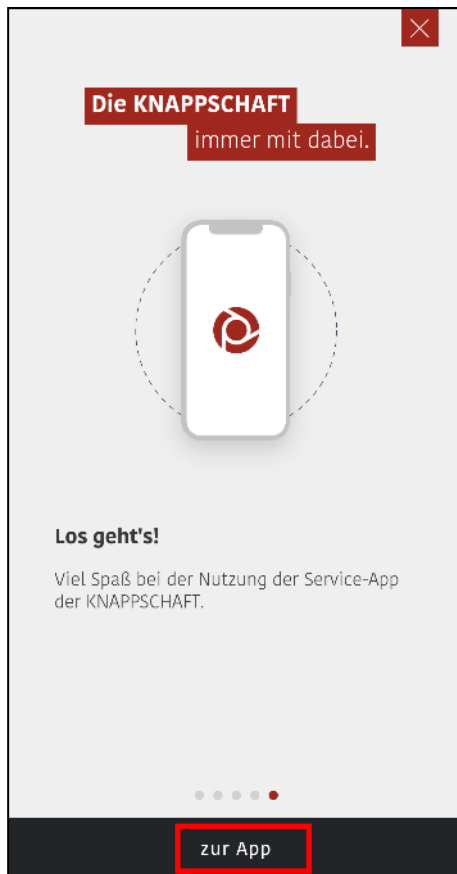 Die KNAPPSCHAFT
immer mit dabei.
Los geht's!
Viel Spaß bei der Nutzung der Service-App
der KNAPPSCHAFT.
zur App